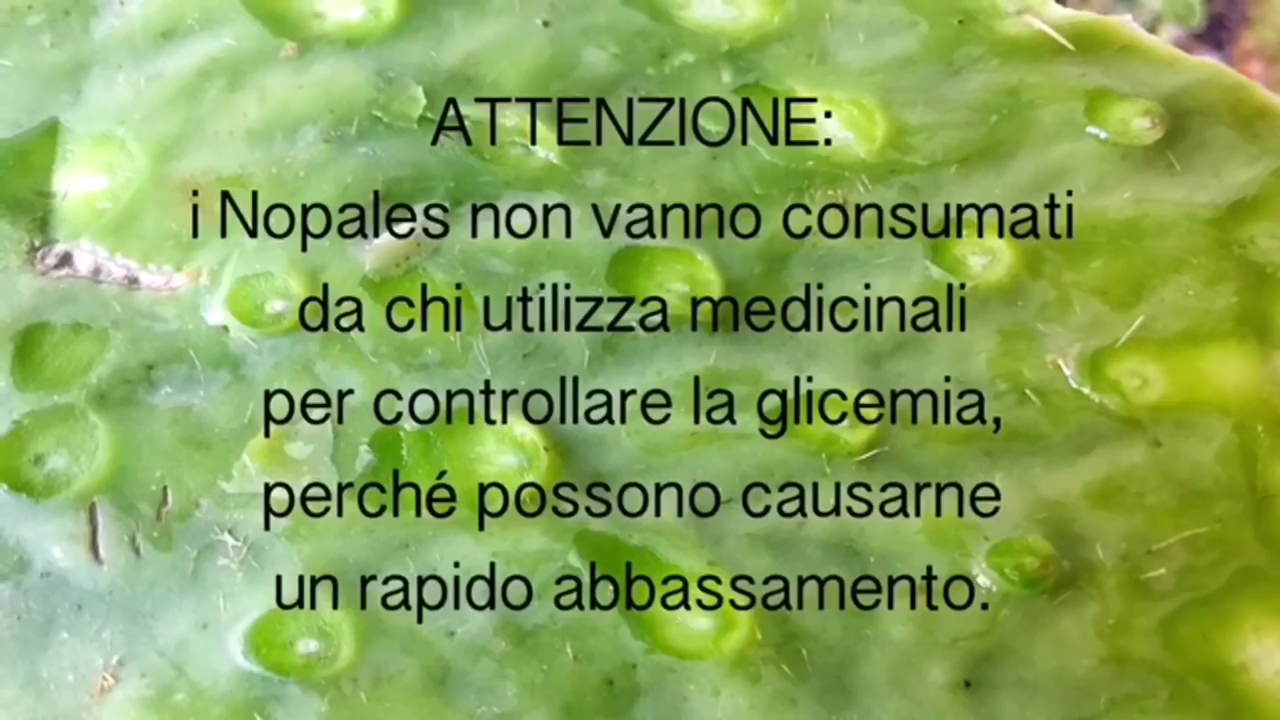 ATTENZIONE:
i Nopales non vanno consumati
da chi utilizza medicinali
per controllare la glicemia,
perché possono causarne
un rapido abbassamento.